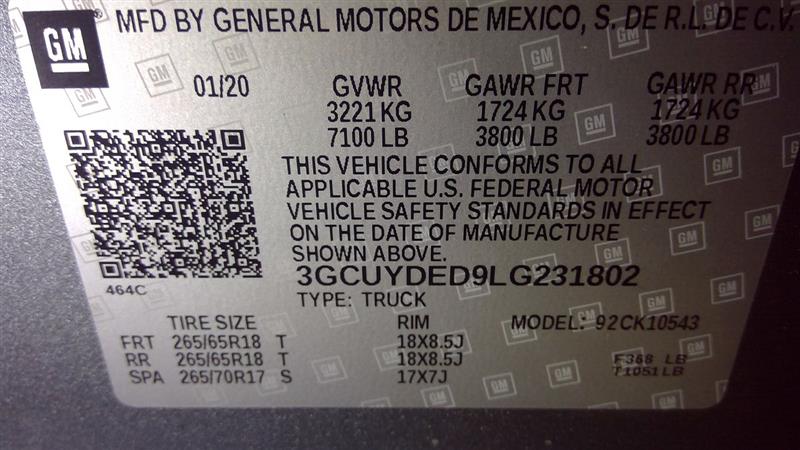 GM ® MFD BY GENERAL MOTORS DE MEXICO, S. DE R.L. DE C.V.
01/20 GVWR GAWR FRT GAWR RR
3221 KG 1724 KG 1724 KG
7100 LB 3800 LB 3800 LB
THIS VEHICLE CONFORMS TO ALL
APPLICABLE U.S. FEDERAL MOTOR
VEHICLE SAFETY STANDARDS IN EFFECT
ON THE DATE OF MANUFACTURE
SHOWN ABOVE.
464C
3GCUYDED9LG231802
TYPE: TRUCK
TIRE SIZE RIM MODEL: 92CK10543
FRT 265/65R18 T 18X8.5J
RR 265/65R18 T 18X8.5J F368 LB
SPA 265/70R17 S 17X7J T1051LB